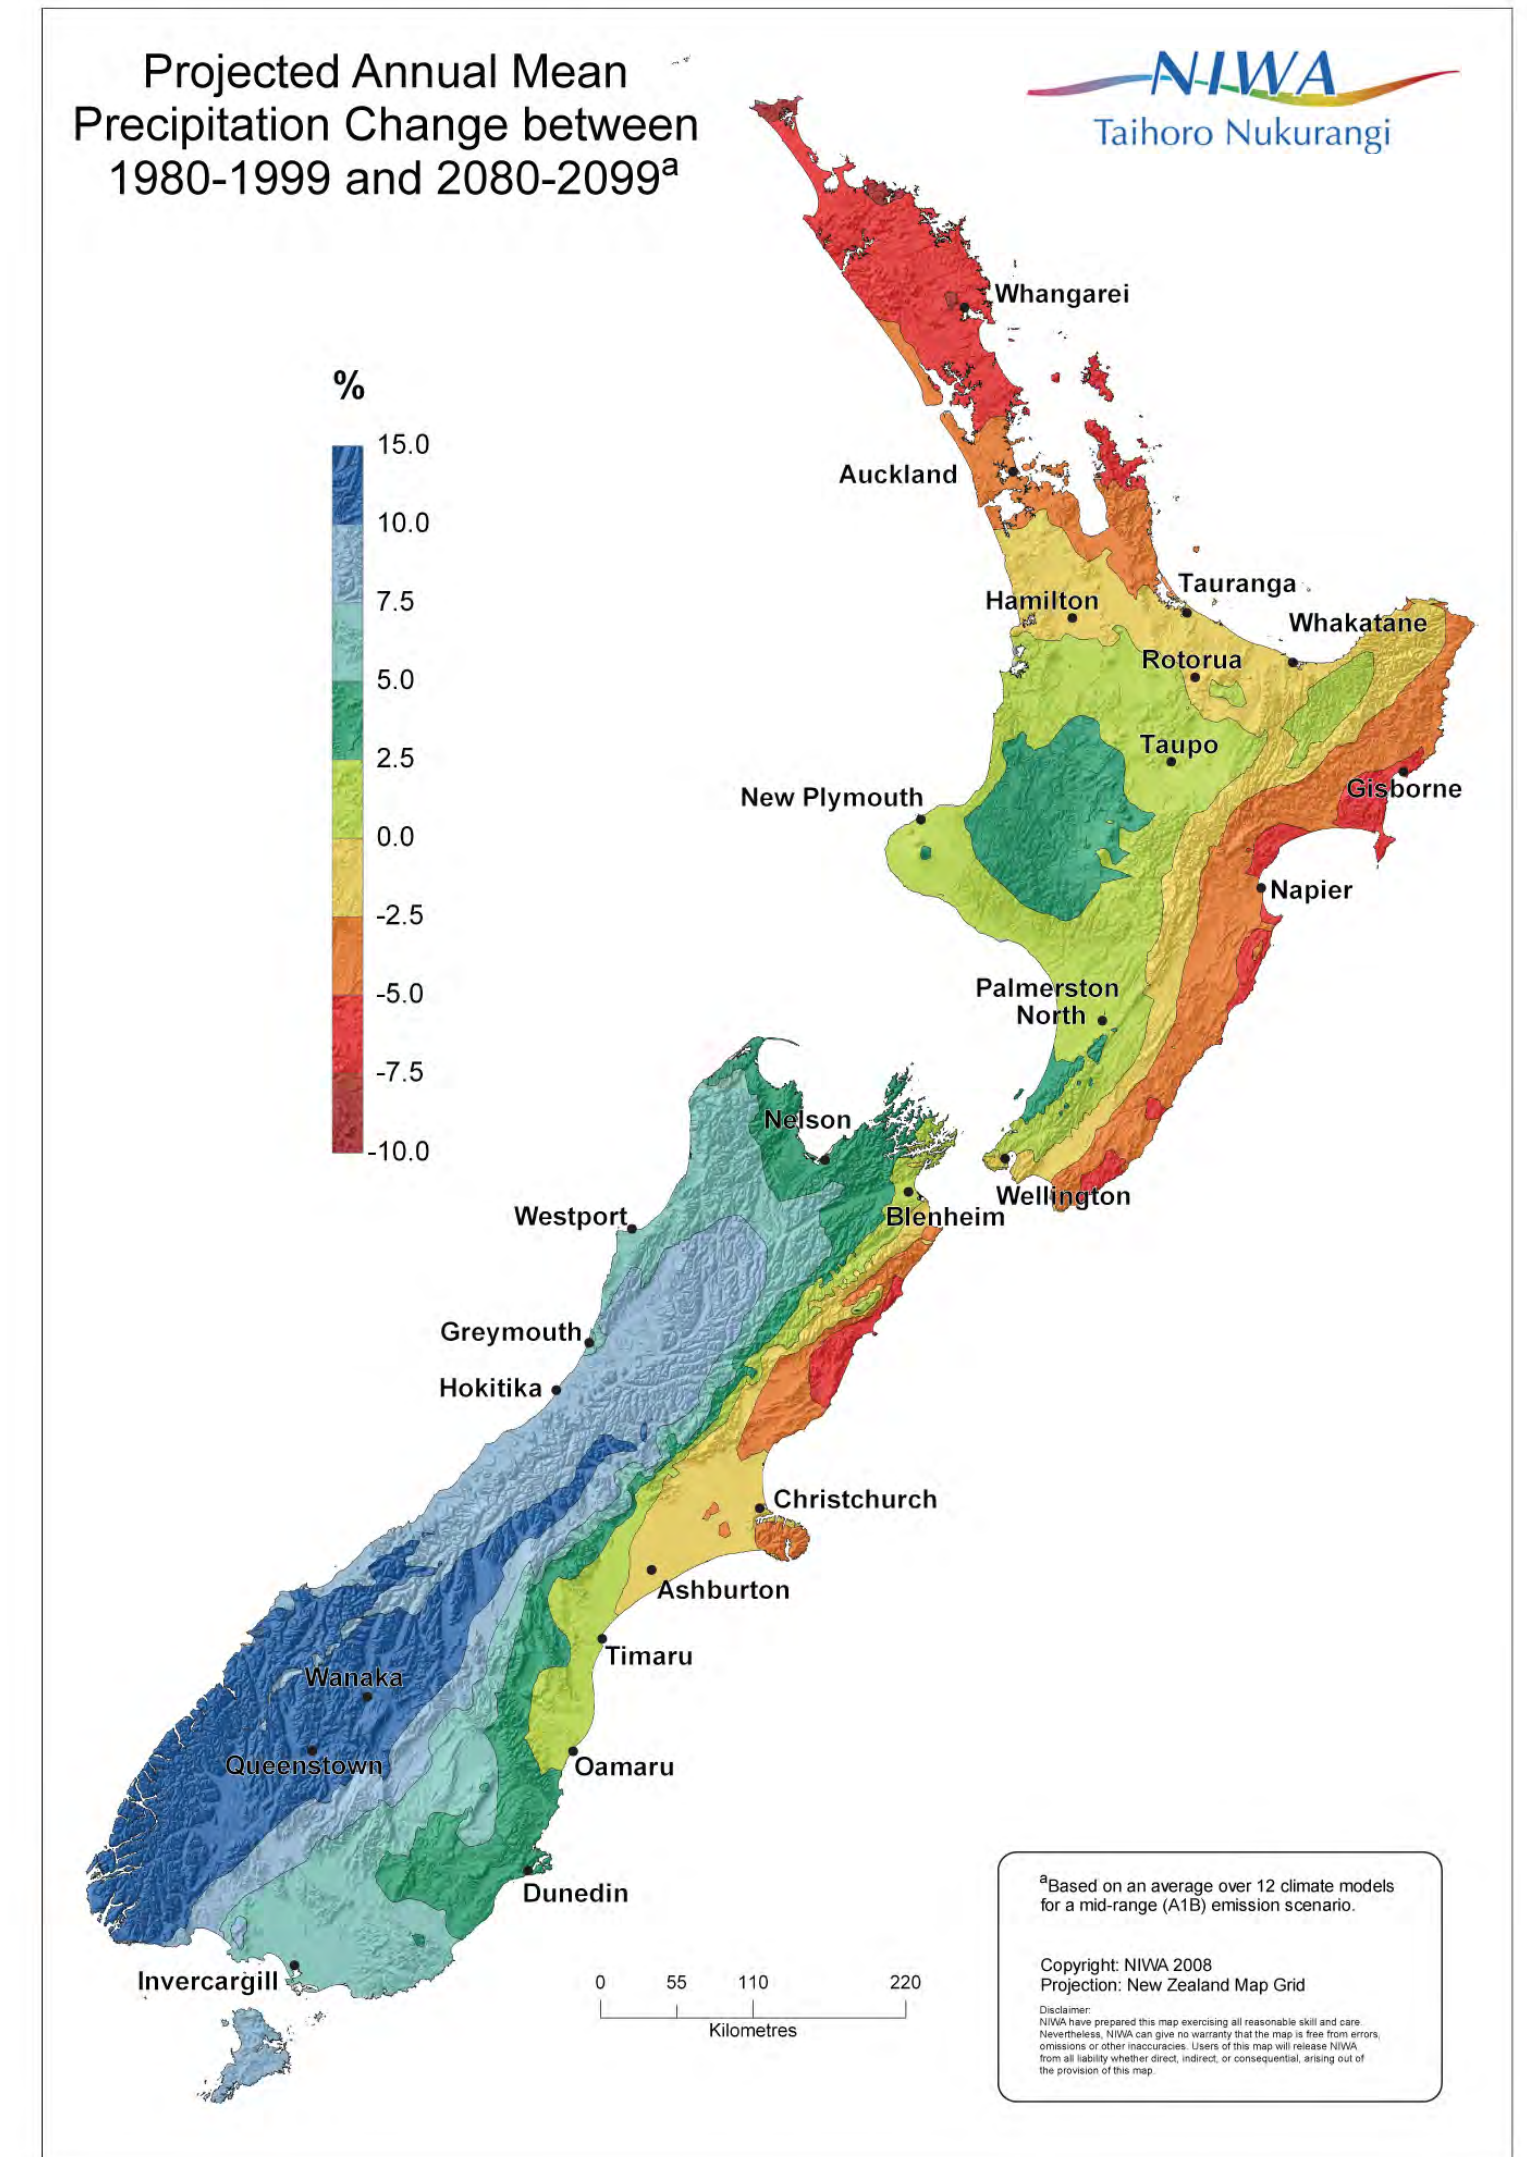 Projected Annual Mean
Precipitation Change between
1980-1999 and 2080-2099ª
NIWA
Taihoro Nukurangi
%
15.0
10.0
7.5
5.0
2.5
0.0
-2.5
-5.0
-7.5
-10.0
Whangarei
Auckland
Tauranga
Hamilton
Whakatane
Rotorua
Taupo
Gisborne
New Plymouth
Napier
Palmerston
North
Nelson
Wellington
Blenheim
Westport
Greymouth
Hokitika
Christchurch
Ashburton
Timaru
Wanaka
Queenstown
Oamaru
Dunedin
Invercargill
0 55 110 220
Kilometres
ªBased on an average over 12 climate models
for a mid-range (A1B) emission scenario.
Copyright: NIWA 2008
Projection: New Zealand Map Grid
Disclaimer:
NIWA have prepared this map exercising all reasonable skill and care.
Nevertheless, NIWA can give no warranty that the map is free from errors,
omissions or other inaccuracies. Users of this map will release NIWA
from all liability whether direct, indirect, or consequential, arising out of
the provision of this map.